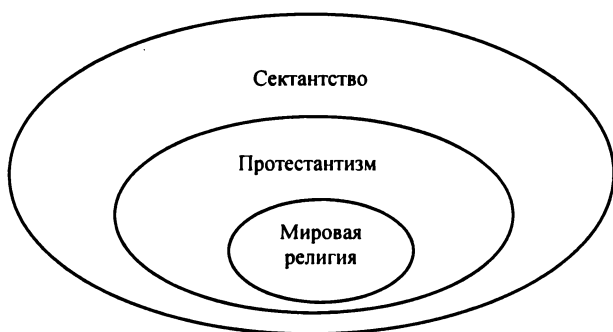 Сектантство
Протестантизм
Мировая
религия